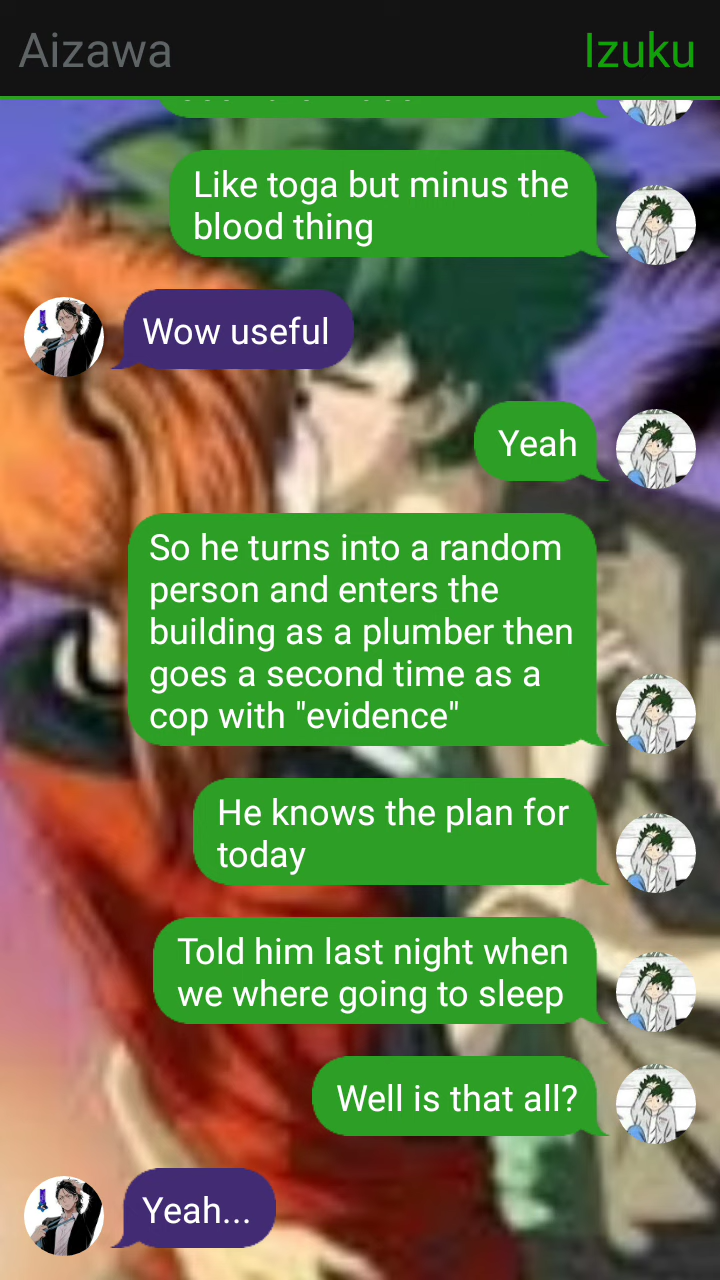 Aizawa
Izuku
Like toga but minus the
blood thing
Wow useful
Yeah
So he turns into a random
person and enters the
building as a plumber then
goes a second time as a
cop with "evidence"
He knows the plan for
today
Told him last night when
we where going to sleep
Well is that all?
Yeah...